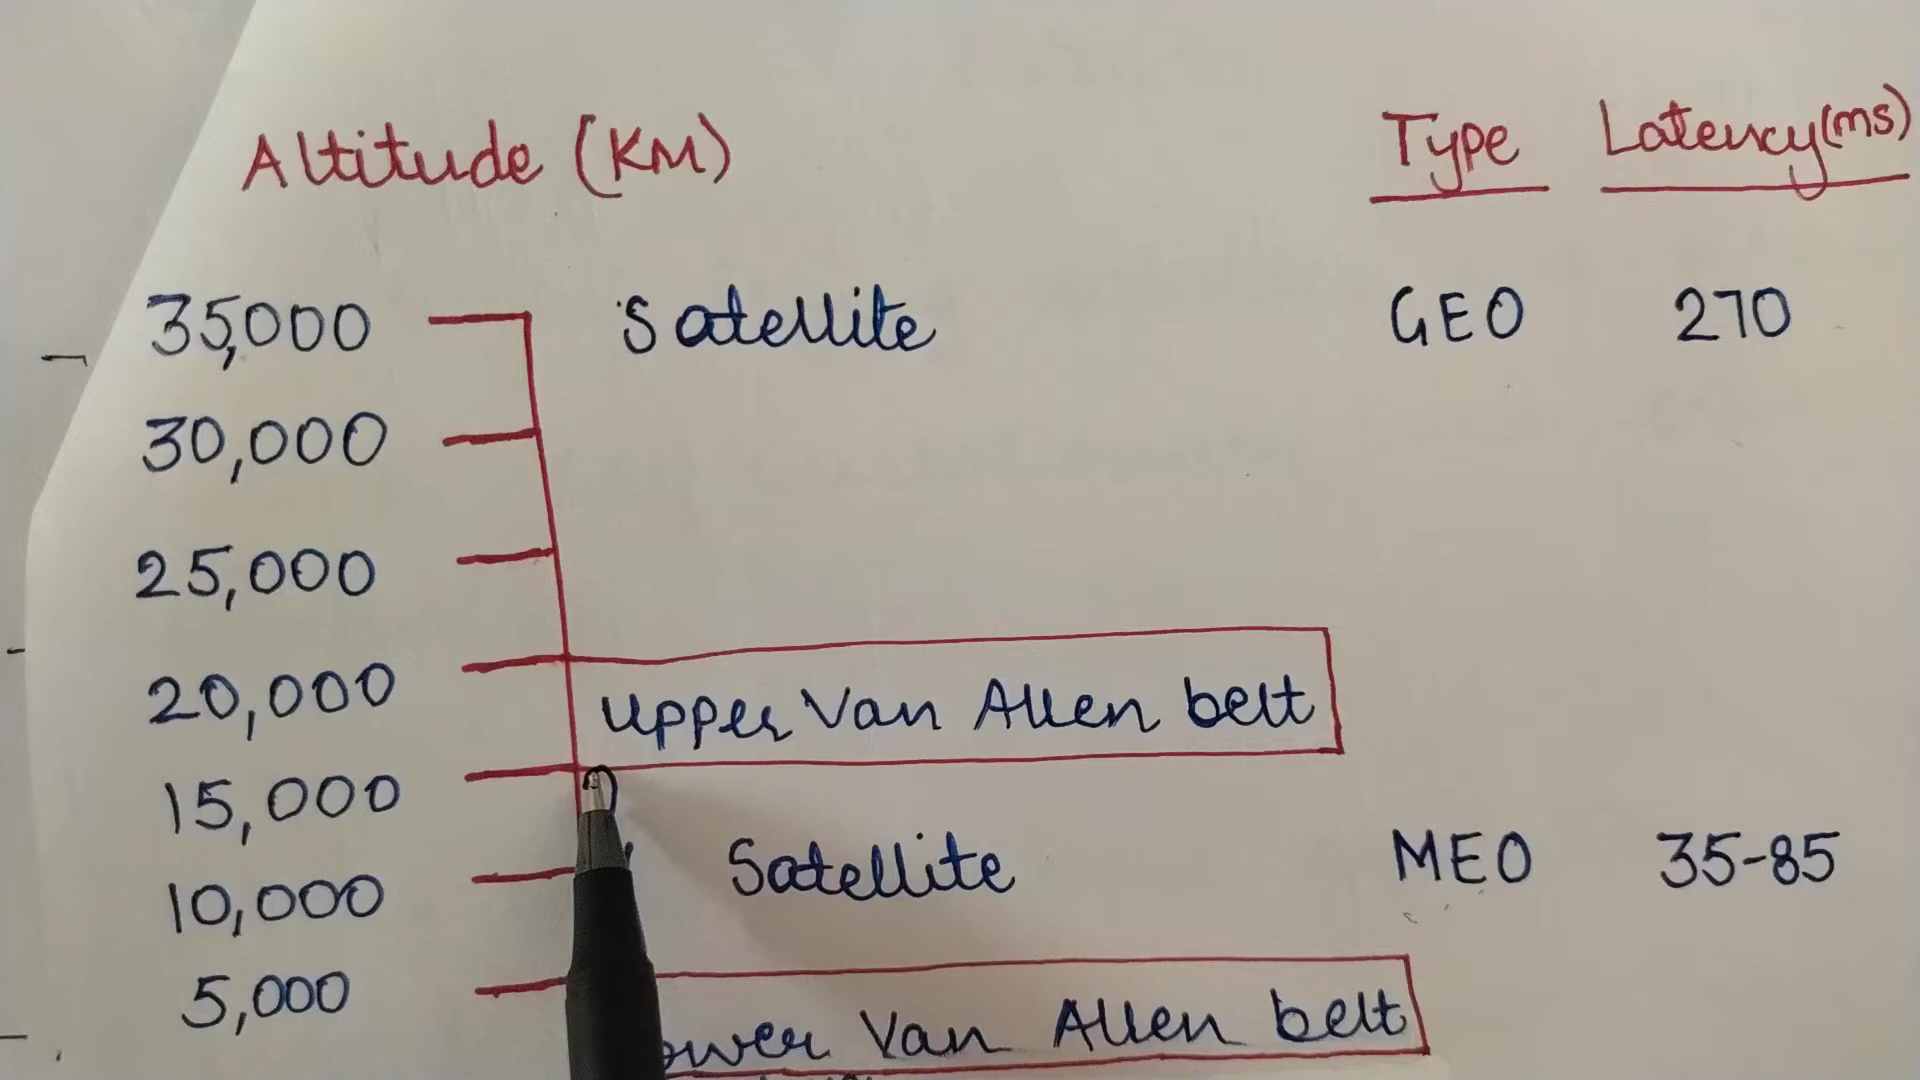 Altitude (KM) Type Latency(ms)
35,000 Satellite GEO 270
30,000
25,000
20,000
Upper Van Allen belt
15,000
Satellite MEO 35-85
10,000
5,000
Van Allen belt